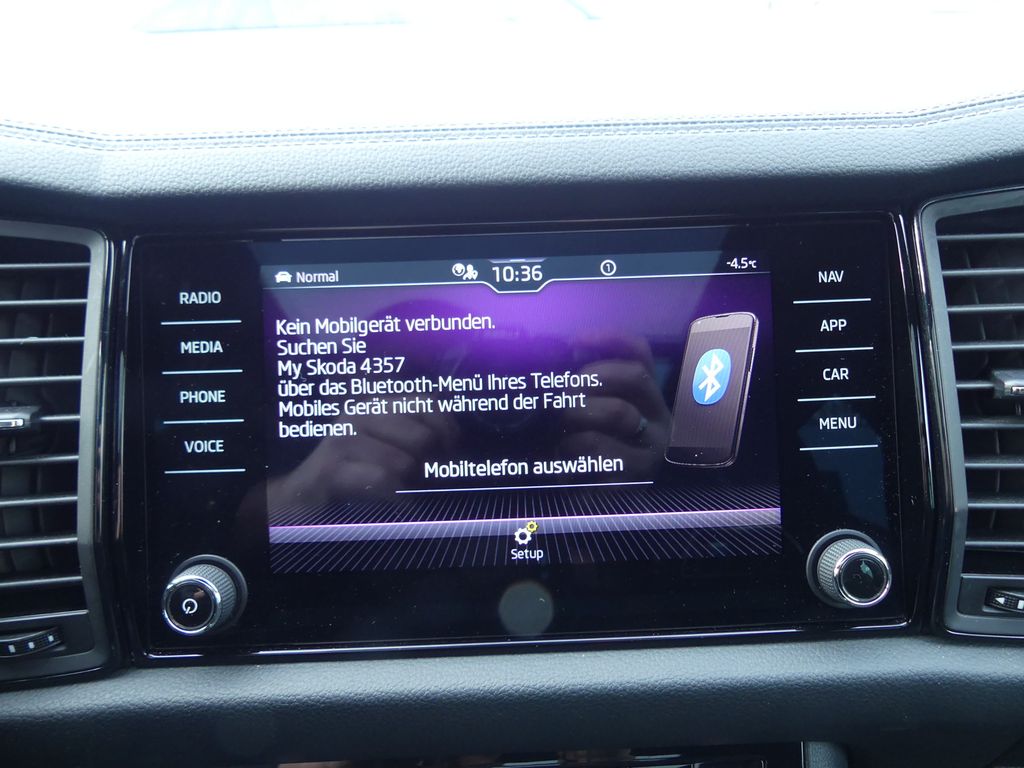 Normal
10:36
1
-4.5°C
RADIO
MEDIA
PHONE
VOICE
Kein Mobilgerät verbunden.
Suchen Sie
My Skoda 4357
über das Bluetooth-Menü Ihres Telefons.
Mobiles Gerät nicht während der Fahrt
bedienen.
Mobiltelefon auswählen
Setup
NAV
APP
CAR
MENU